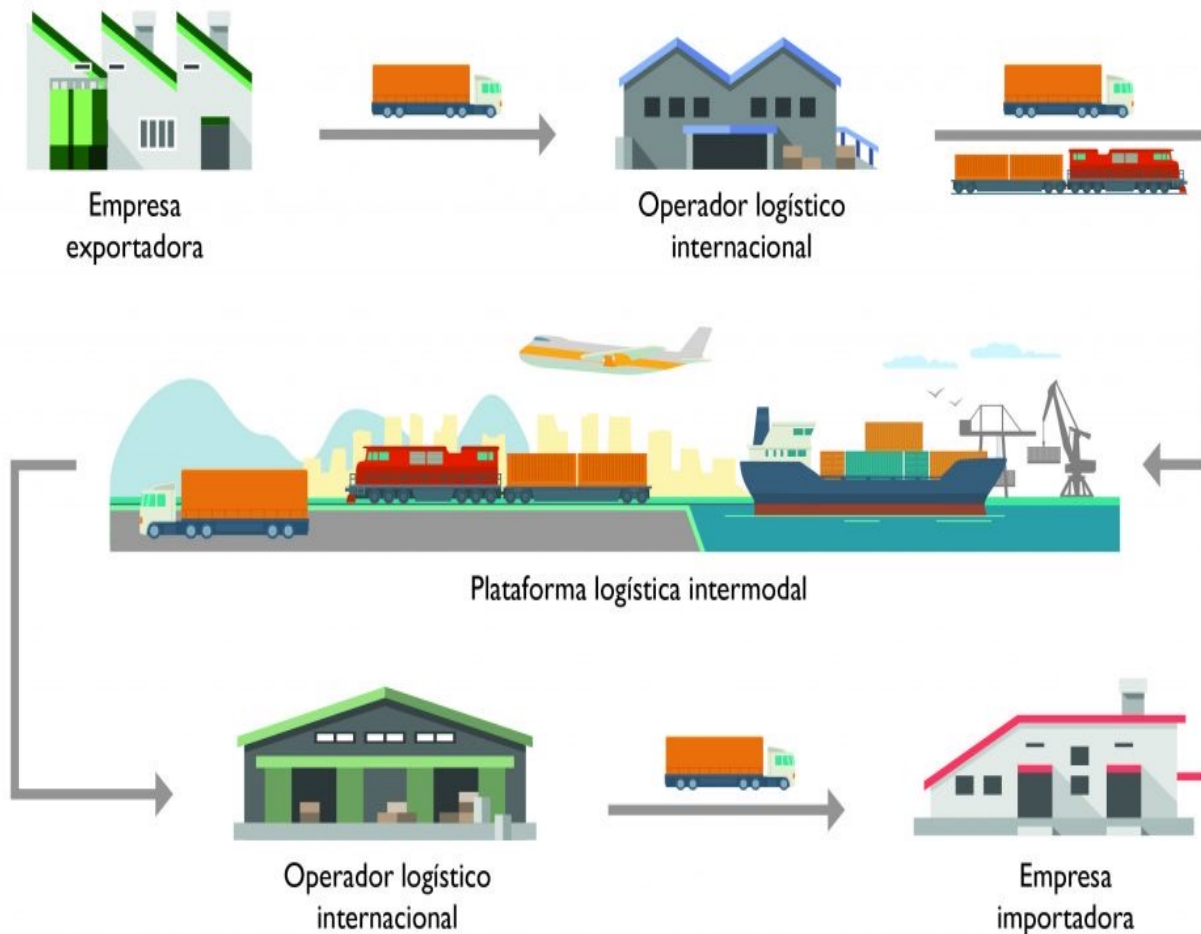 Empresa
exportadora
Operador logístico
internacional
Plataforma logística intermodal
Operador logístico
internacional
Empresa
importadora